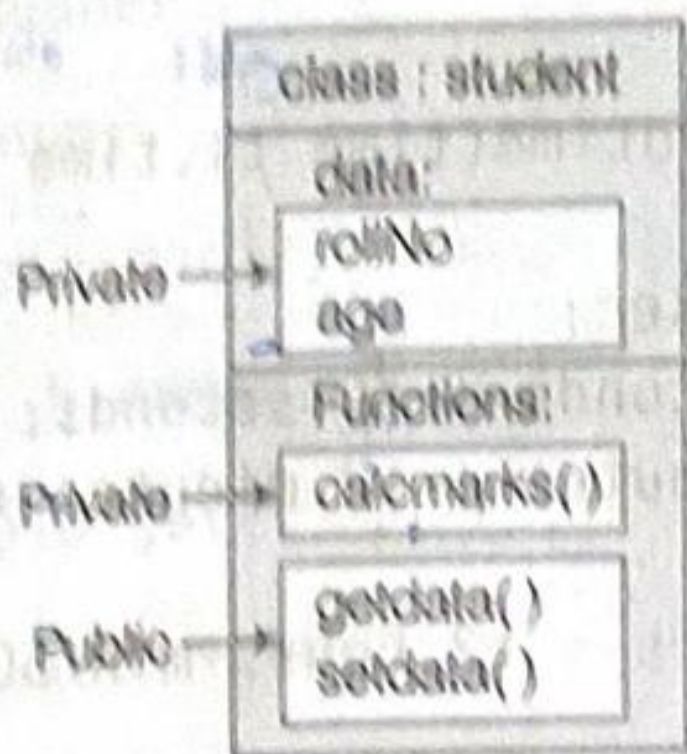 class : student
data:
Private
rollNo
age
Functions:
Private
calcmarks( )
Public
getdata( )
setdata( )